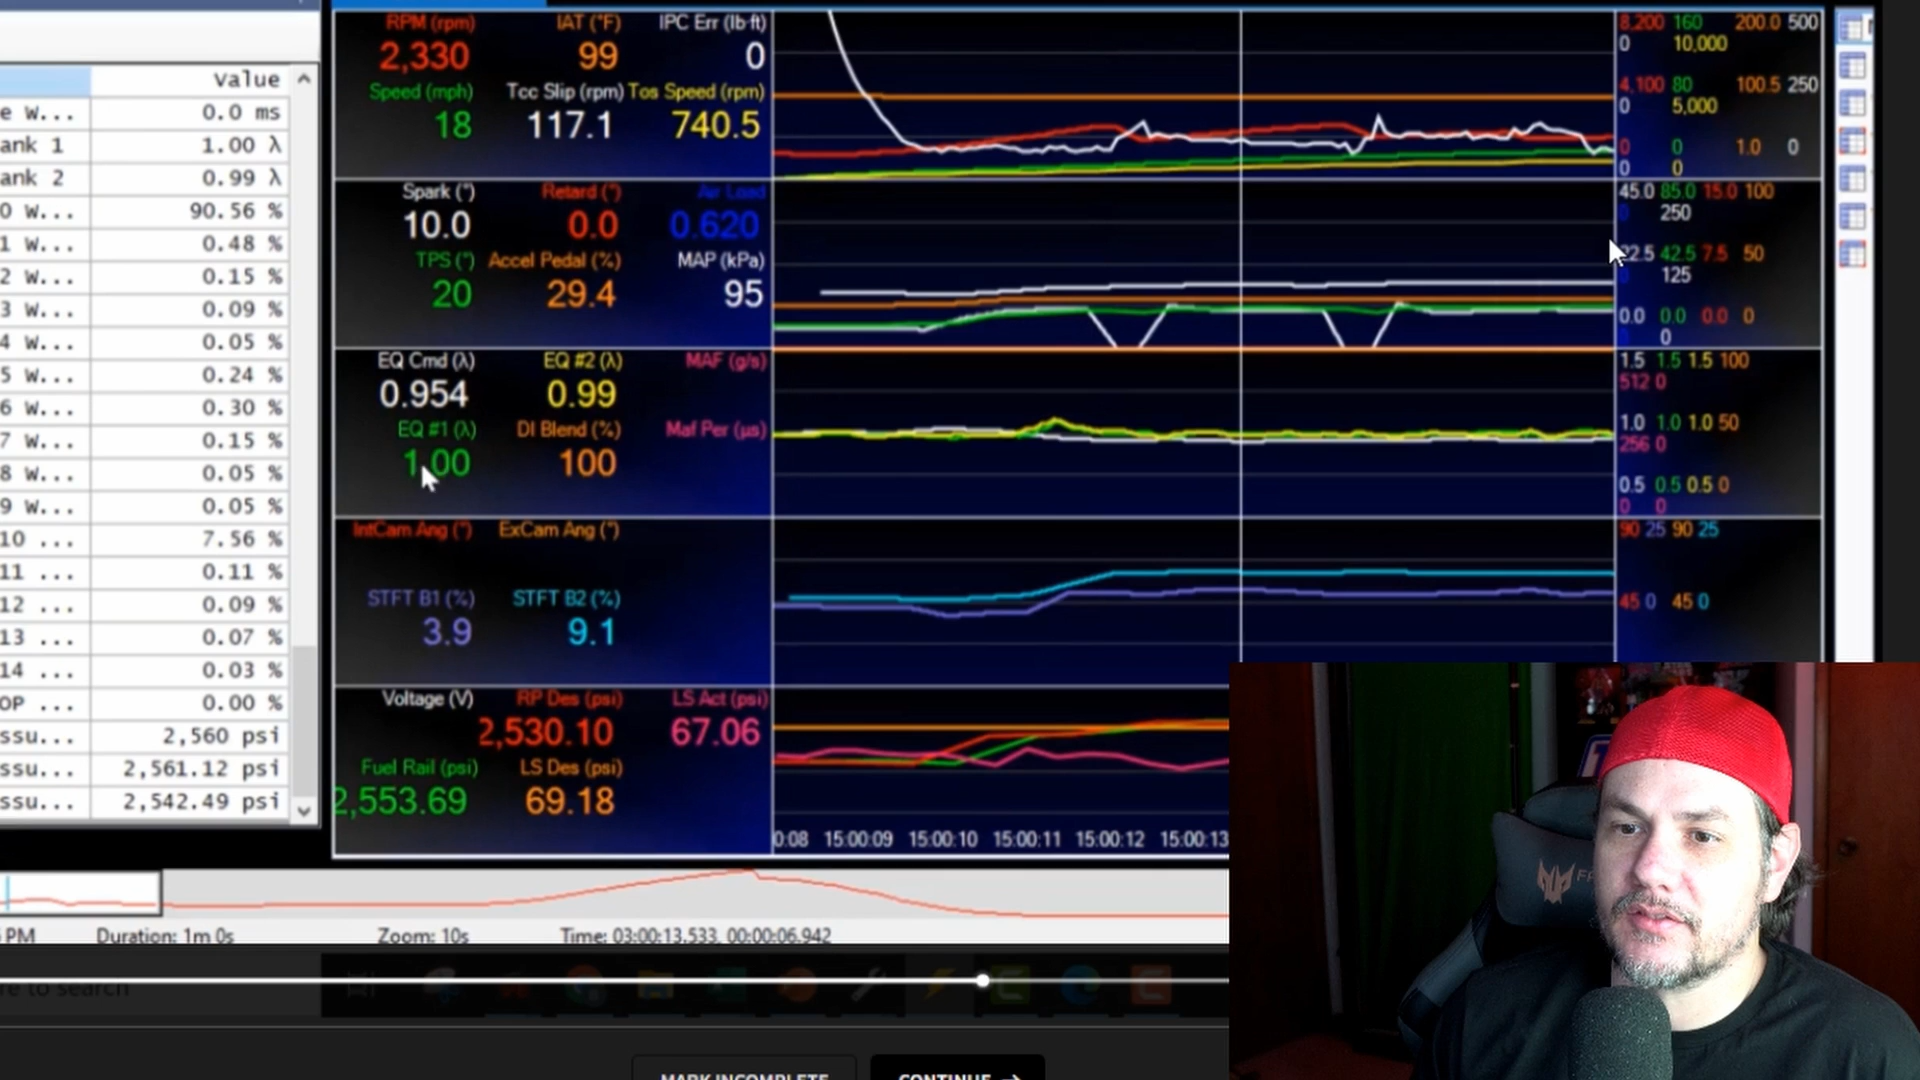 Value
e W... 0.0 ms
ank 1 1.00 λ
ank 2 0.99 λ
0 W... 90.56 %
1 W... 0.48 %
2 W... 0.15 %
3 W... 0.09 %
4 W... 0.05 %
5 W... 0.24 %
6 W... 0.30 %
7 W... 0.15 %
8 W... 0.05 %
9 W... 0.05 %
10 ... 7.56 %
11 ... 0.11 %
12 ... 0.09 %
13 ... 0.07 %
14 ... 0.03 %
OP ... 0.00 %
ssu... 2,560 psi
ssu... 2,561.12 psi
ssu... 2,542.49 psi
RPM (rpm) IAT (°F) IPC Err (lb·ft)
2,330 99 0
Speed (mph) Tcc Slip (rpm) Tos Speed (rpm)
18 117.1 740.5
8,200 160 200.0 500
0 10,000
4,100 80 100.5 250
0 5,000
0 0 1.0 0
0 0
Spark (°) Retard (°) Air Load
10.0 0.0 0.620
TPS (°) Accel Pedal (%) MAP (kPa)
20 29.4 95
45.0 85.0 15.0 100
250
22.5 42.5 7.5 50
125
0.0 0.0 0.0 0
0
EQ Cmd (λ) EQ #2 (λ) MAF (g/s)
0.954 0.99
EQ #1 (λ) DI Blend (%) Maf Per (µs)
1.00 100
1.5 1.5 1.5 100
512 0
1.0 1.0 1.0 50
256 0
0.5 0.5 0.5 0
0 0
IntCam Ang (°) ExCam Ang (°)
STFT B1 (%) STFT B2 (%)
3.9 9.1
90 25 90 25
45 0 45 0
Voltage (V) RP Des (psi) LS Act (psi)
2,530.10 67.06
Fuel Rail (psi) LS Des (psi)
2,553.69 69.18
0:08 15:00:09 15:00:10 15:00:11 15:00:12 15:00:13
PM Duration: 1m 0s Zoom: 10s Time: 03:00:13.533, 00:00:06.942
re to search
MARK INCOMPLETE CONTINUE →